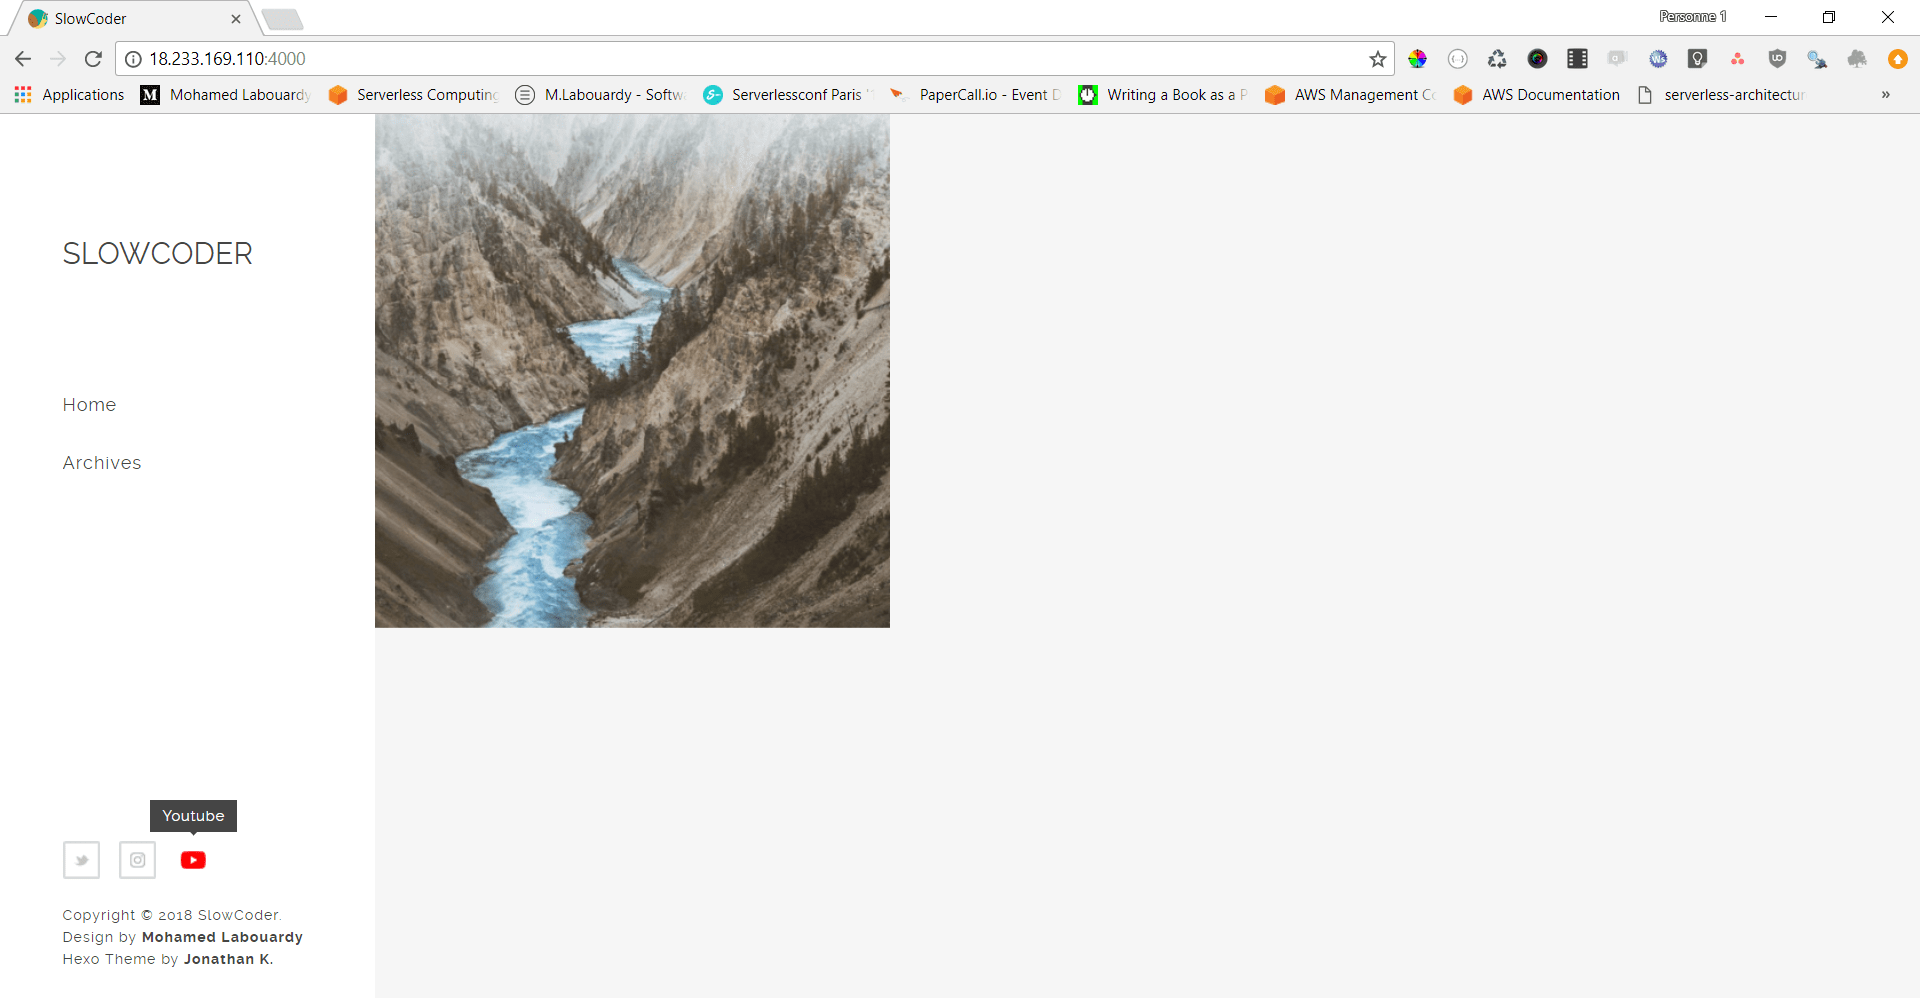 SlowCoder
Personne 1
18.233.169.110:4000
Applications
M
Mohamed Labouardy
Serverless Computing
M.Labouardy - Softw
Serverlessconf Paris '
PaperCall.io - Event D
Writing a Book as a P
AWS Management Co
AWS Documentation
serverless-architectur
»
SLOWCODER
Home
Archives
Youtube
Copyright © 2018 SlowCoder.
Design by Mohamed Labouardy
Hexo Theme by Jonathan K.